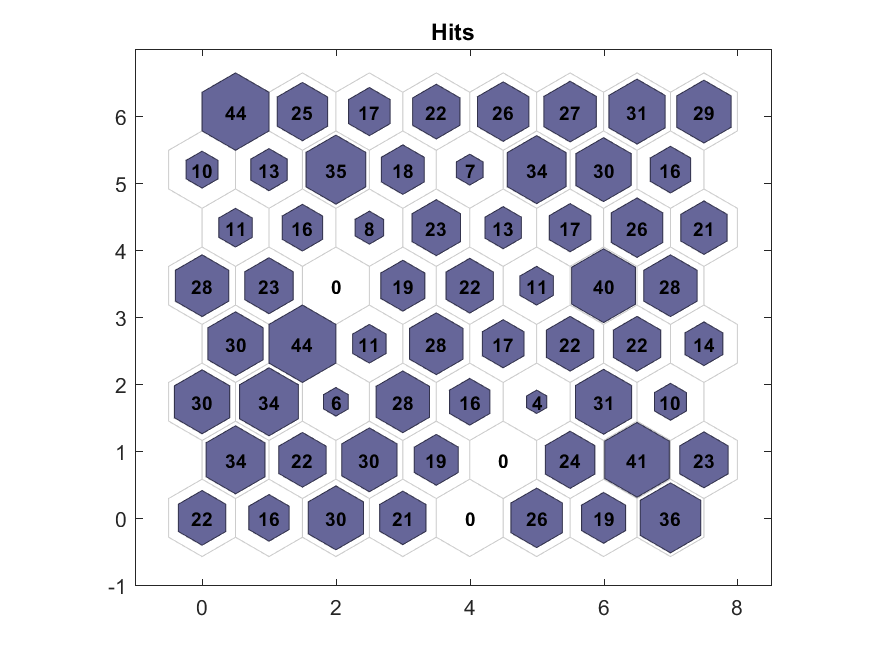 Hits
6
44 25 17 22 26 27 31 29
10 13 35 18 7 34 30 16
5
11 16 8 23 13 17 26 21
4
28 23 0 19 22 11 40 28
3
30 44 11 28 17 22 22 14
2
30 34 6 28 16 4 31 10
1
34 22 30 19 0 24 41 23
0
22 16 30 21 0 26 19 36
-1
0 2 4 6 8